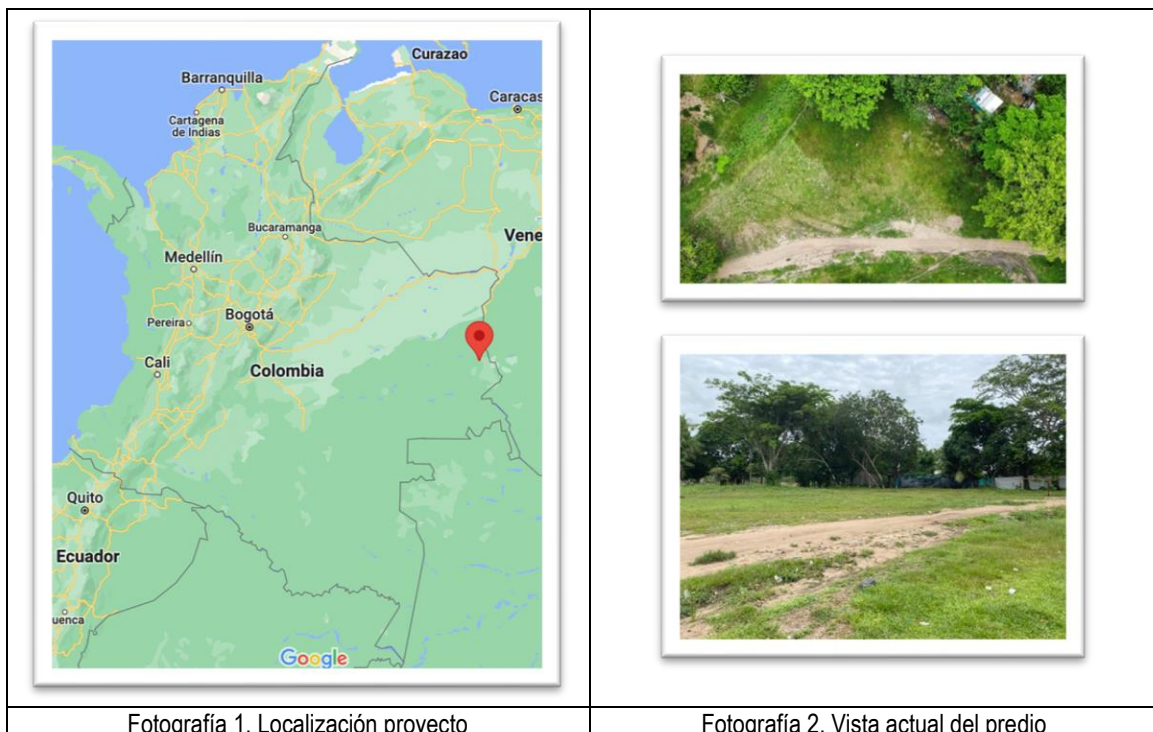 Curazao
Barranquilla
Caracas
Cartagena
de Indias
Bucaramanga
Vene
Medellín
Bogotá
Pereira
Cali
Colombia
Quito
Ecuador
uenca
Google
Fotografía 1. Localización proyecto
Fotografía 2. Vista actual del predio